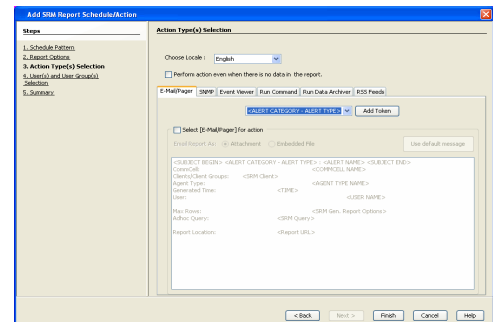 Add SRM Report Schedule/Action
Steps
1. Schedule Pattern
2. Report Options
3. Action Type(s) Selection
4. User(s) and User Group(s)
Selection
5. Summary
Action Type(s) Selection
Choose Locale : English
Perform action even when there is no data in the report.
E-Mail/Pager SNMP Event Viewer Run Command Run Data Archiver RSS Feeds
<ALERT CATEGORY - ALERT TYPE> Add Token
Select [E-Mail/Pager] for action
Email Report As: Attachment Embedded File Use default message
<SUBJECT BEGIN> <ALERT CATEGORY - ALERT TYPE> : <ALERT NAME> <SUBJECT END>
CommCell: <COMMCELL NAME>
Clients/Client Groups: <SRM Client>
Agent Type: <AGENT TYPE NAME>
Generated Time: <TIME>
User: <USER NAME>
Max Rows: <SRM Gen. Report Options>
Adhoc Query: <SRM Query>
Report Location: <Report URL>
< Back Next > Finish Cancel Help